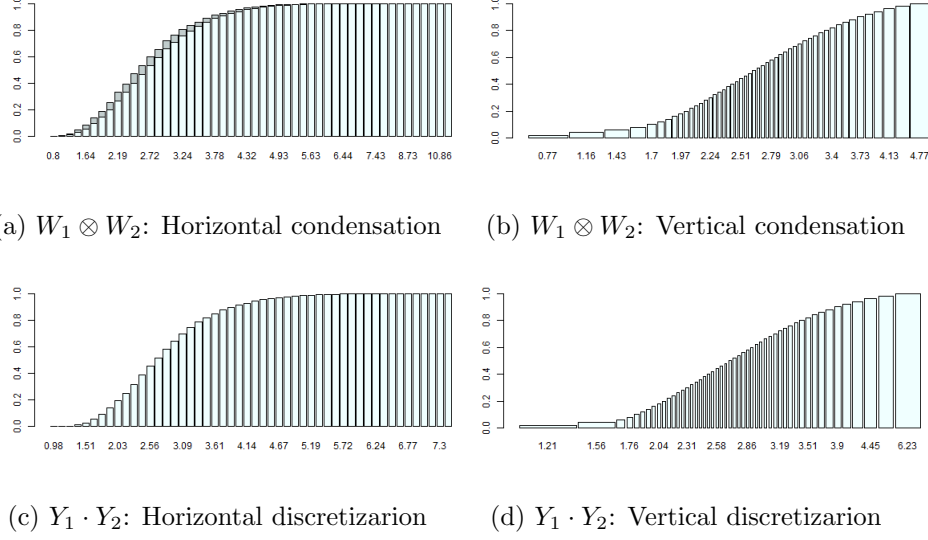 0.0 0.2 0.4 0.6 0.8 1.0
0.8 1.64 2.19 2.72 3.24 3.78 4.32 4.93 5.63 6.44 7.43 8.73 10.86
0.0 0.2 0.4 0.6 0.8 1.0
0.77 1.16 1.43 1.7 1.97 2.24 2.51 2.79 3.06 3.4 3.73 4.13 4.77
a) W₁ ⊗ W₂: Horizontal condensation
(b) W₁ ⊗ W₂: Vertical condensation
0.0 0.2 0.4 0.6 0.8 1.0
0.98 1.51 2.03 2.56 3.09 3.61 4.14 4.67 5.19 5.72 6.24 6.77 7.3
0.0 0.2 0.4 0.6 0.8 1.0
1.21 1.56 1.76 2.04 2.31 2.58 2.86 3.19 3.51 3.9 4.45 6.23
(c) Y₁ · Y₂: Horizontal discretizarion
(d) Y₁ · Y₂: Vertical discretizarion